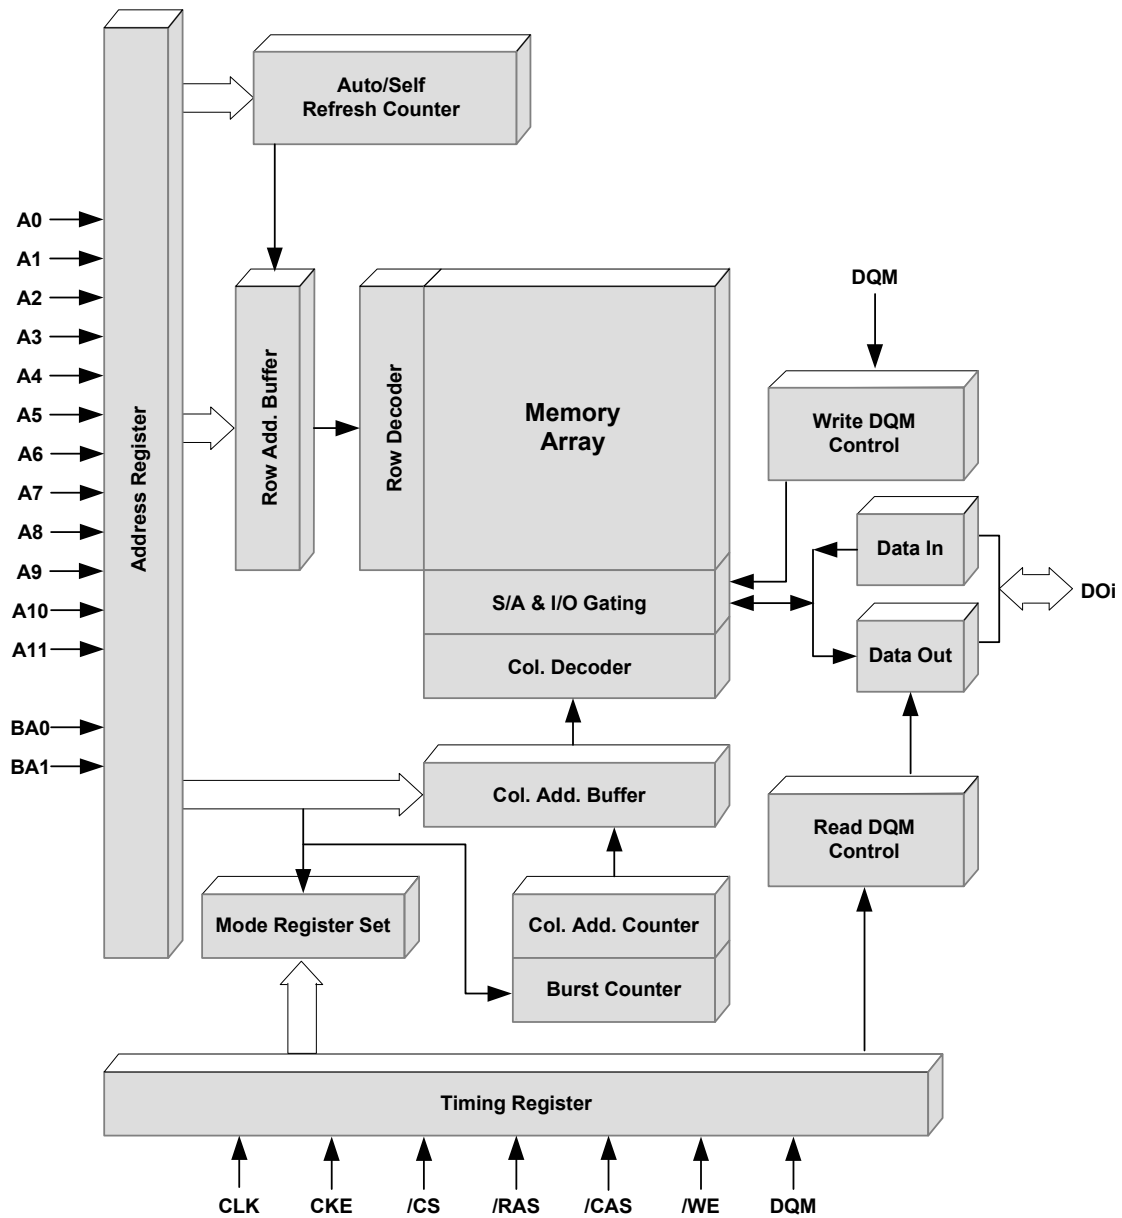 Auto/Self
Refresh Counter
A0
A1
A2
A3
A4
A5
A6
A7
A8
A9
A10
A11
BA0
BA1
Address Register
Row Add. Buffer
Row Decoder
Memory
Array
S/A & I/O Gating
Col. Decoder
DQM
Write DQM
Control
Data In
Data Out
DOi
Col. Add. Buffer
Read DQM
Control
Mode Register Set
Col. Add. Counter
Burst Counter
Timing Register
CLK
CKE
/CS
/RAS
/CAS
/WE
DQM